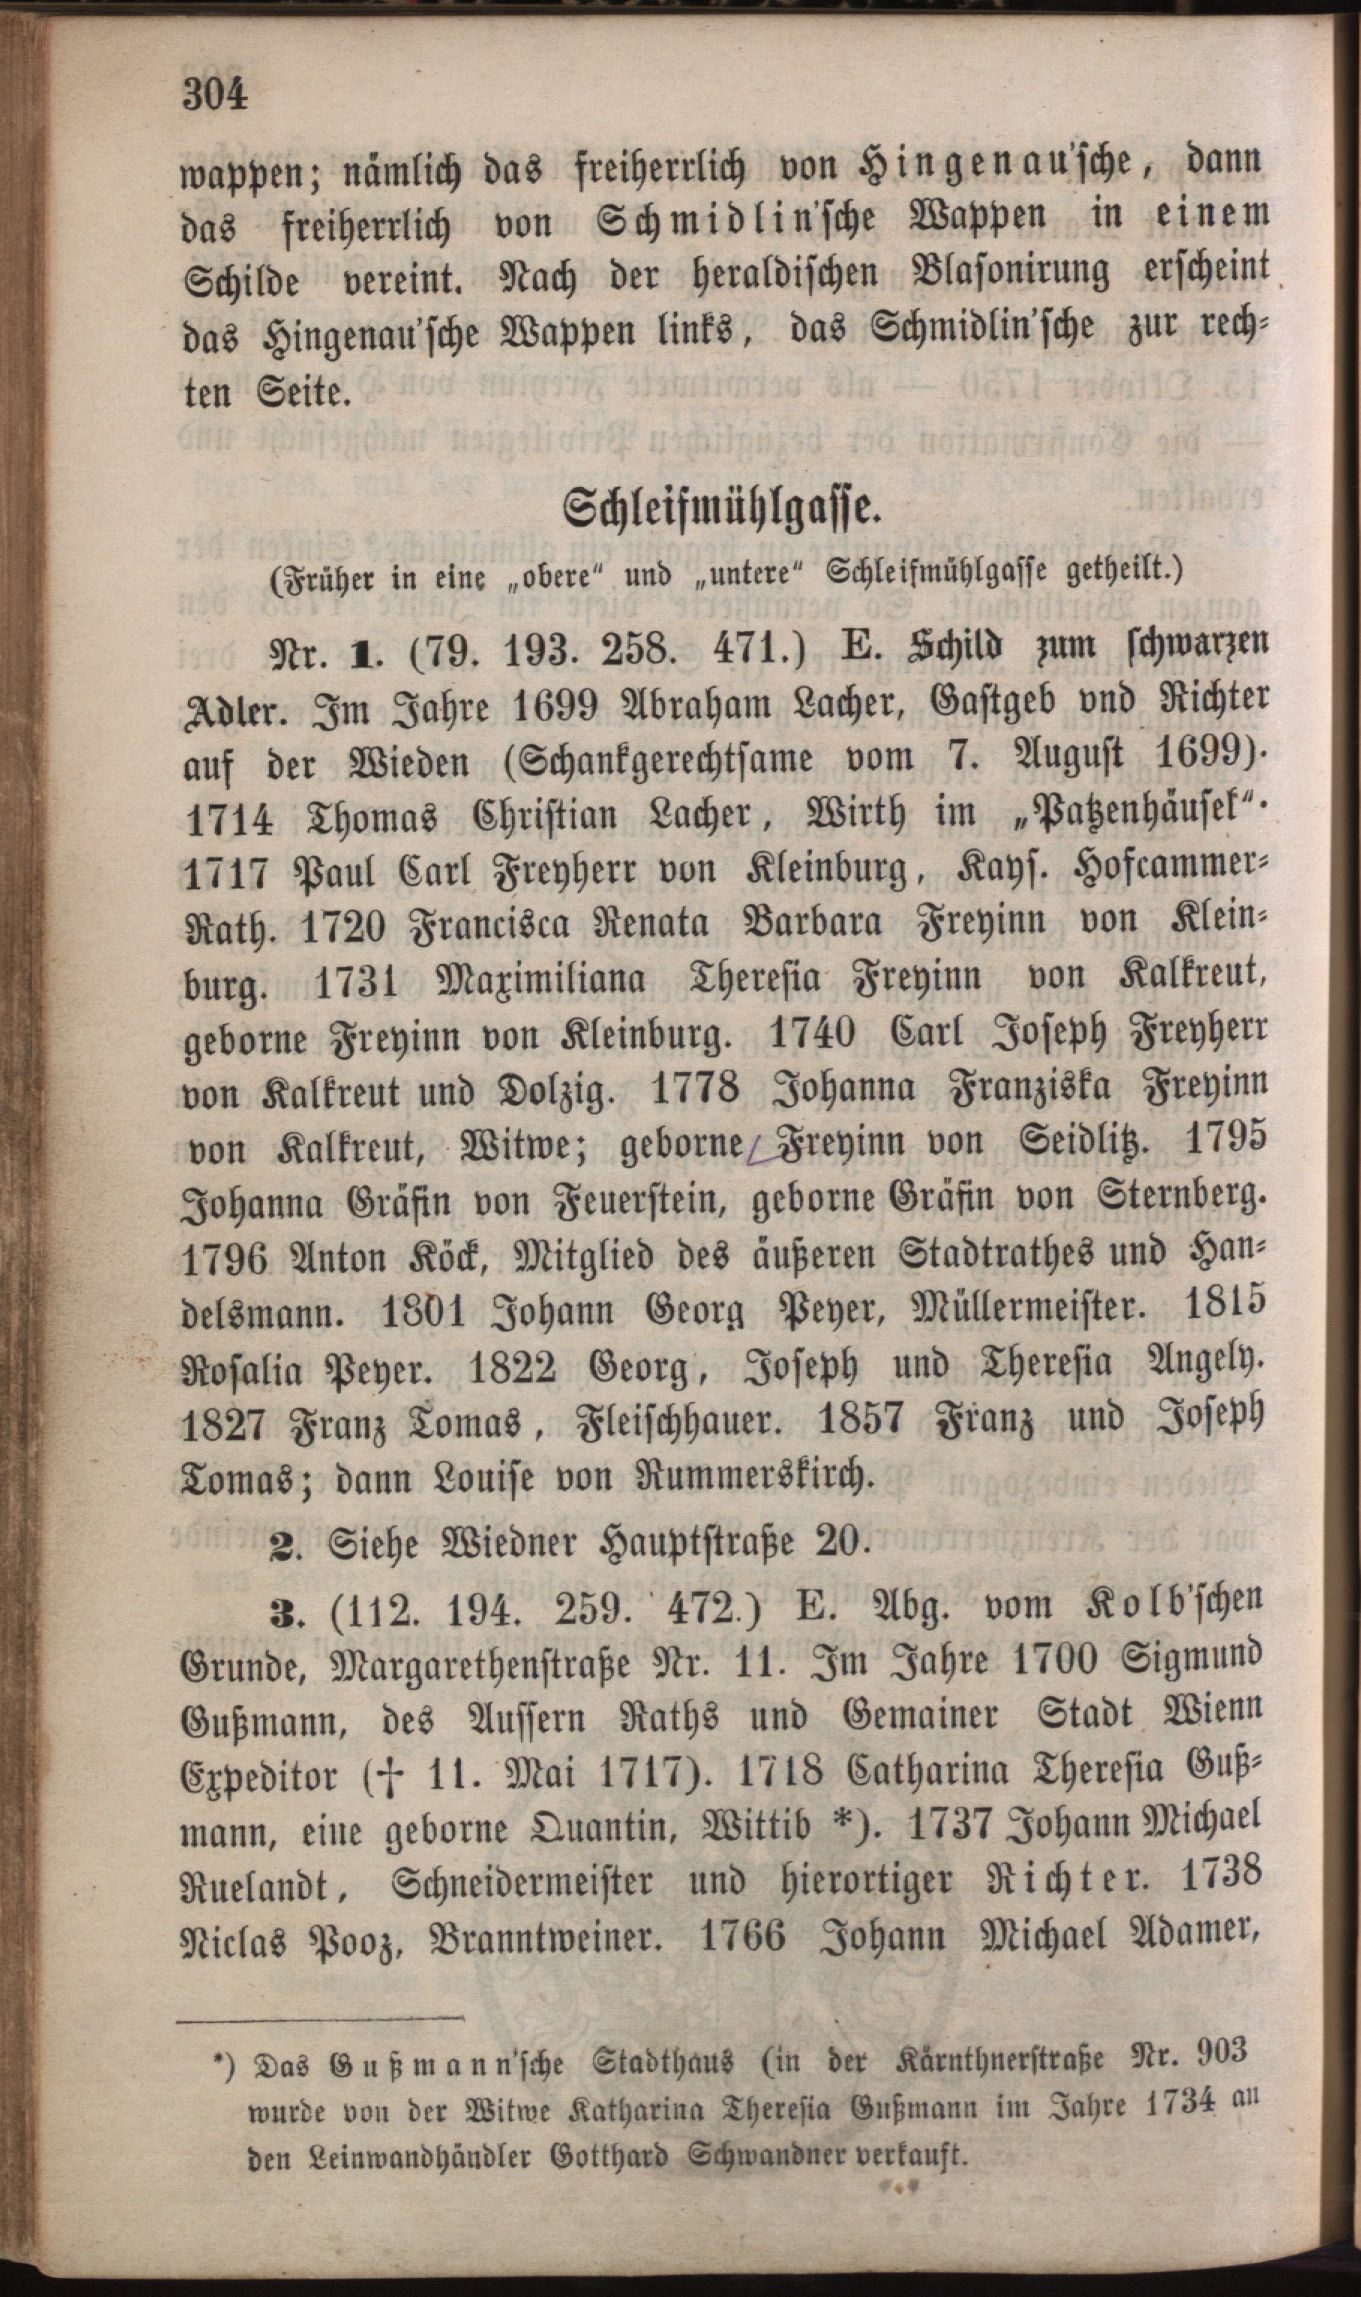 304
wappen; nämlich das freiherrlich von Hingenau'sche, dann
das freiherrlich von Schmidlin'sche Wappen in einem
Schilde vereint. Nach der heraldischen Blasonirung erscheint
das Hingenau'sche Wappen links, das Schmidlin'sche zur rech-
ten Seite.
Schleifmühlgasse.
(Früher in eine „obere“ und „untere“ Schleifmühlgasse getheilt.)
Nr. 1. (79. 193. 258. 471.) E. Schild zum schwarzen
Adler. Im Jahre 1699 Abraham Lacher, Gastgeb vnd Richter
auf der Wieden (Schankgerechtsame vom 7. August 1699).
1714 Thomas Christian Lacher, Wirth im „Patzenhäusel“.
1717 Paul Carl Freyherr von Kleinburg, Kays. Hofcammer-
Rath. 1720 Francisca Renata Barbara Freyinn von Klein-
burg. 1731 Maximiliana Theresia Freyinn von Kalkreut,
geborne Freyinn von Kleinburg. 1740 Carl Joseph Freyherr
von Kalkreut und Dolzig. 1778 Johanna Franziska Freyinn
von Kalkreut, Witwe; geborne Freyinn von Seidlitz. 1795
Johanna Gräfin von Feuerstein, geborne Gräfin von Sternberg.
1796 Anton Köck, Mitglied des äußeren Stadtrathes und Han-
delsmann. 1801 Johann Georg Peyer, Müllermeister. 1815
Rosalia Peyer. 1822 Georg, Joseph und Theresia Angely.
1827 Franz Tomas, Fleischhauer. 1857 Franz und Joseph
Tomas; dann Louise von Rummerskirch.
2. Siehe Wiedner Hauptstraße 20.
3. (112. 194. 259. 472.) E. Abg. vom Kolb'schen
Grunde, Margarethenstraße Nr. 11. Im Jahre 1700 Sigmund
Gußmann, des Aussern Raths und Gemainer Stadt Wienn
Expeditor († 11. Mai 1717). 1718 Catharina Theresia Guß-
mann, eine geborne Quantin, Wittib *). 1737 Johann Michael
Ruelandt, Schneidermeister und hierortiger Richter. 1738
Niclas Pooz, Branntweiner. 1766 Johann Michael Adamer,
*) Das Gußmann'sche Stadthaus (in der Kärnthnerstraße Nr. 903
wurde von der Witwe Katharina Theresia Gußmann im Jahre 1734 an
den Leinwandhändler Gotthard Schwandner verkauft.